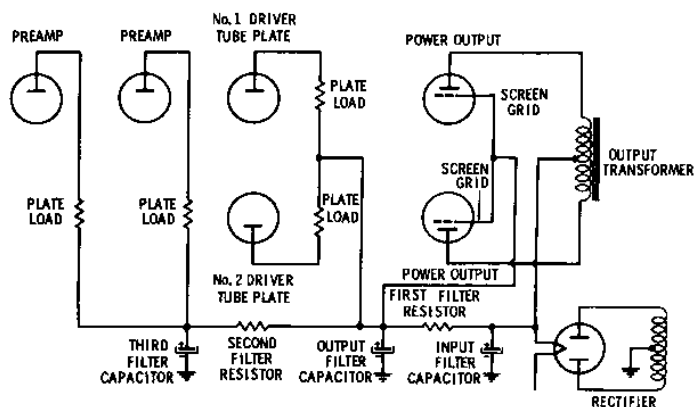 PREAMP
PREAMP
No. 1 DRIVER
TUBE PLATE
POWER OUTPUT
PLATE
LOAD
SCREEN
GRID
OUTPUT
TRANSFORMER
SCREEN
GRID
PLATE
LOAD
PLATE
LOAD
PLATE
LOAD
No. 2 DRIVER
TUBE PLATE
POWER OUTPUT
FIRST FILTER
RESISTOR
THIRD
FILTER
CAPACITOR
SECOND
FILTER
RESISTOR
OUTPUT
FILTER
CAPACITOR
INPUT
FILTER
CAPACITOR
RECTIFIER